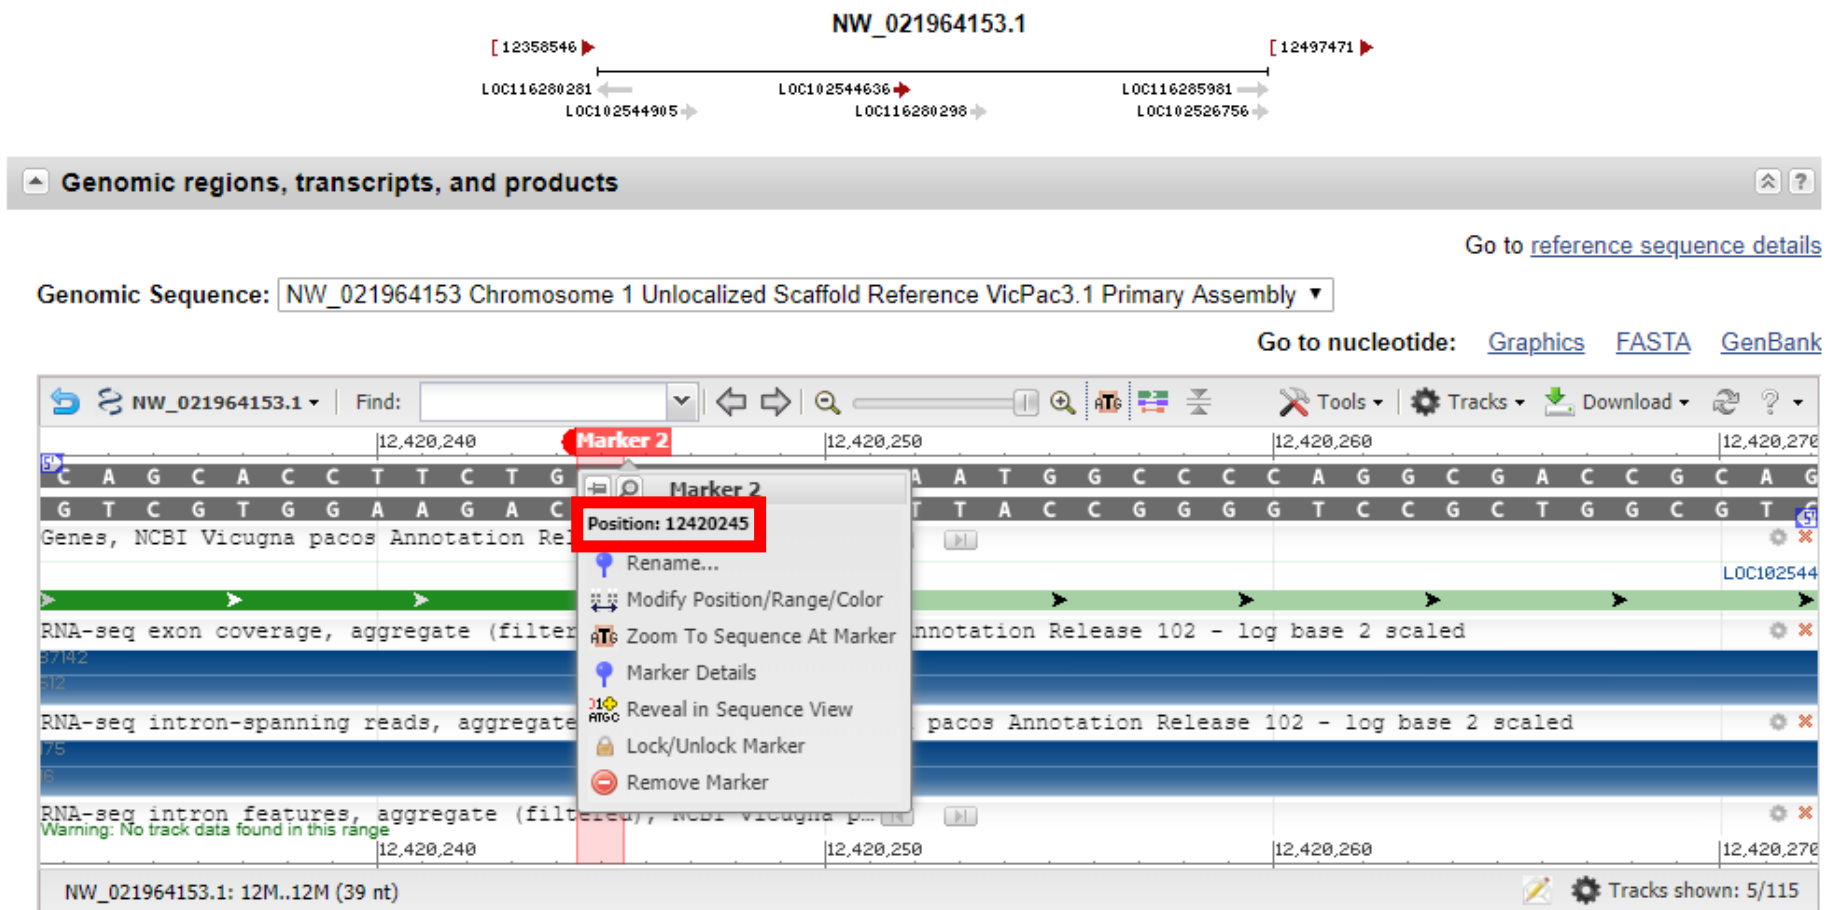 NW_021964153.1
[12358546 [12497471
LOC116280281 LOC102544636 LOC116285981
LOC102544905 LOC116280298 LOC102526756
Genomic regions, transcripts, and products
Go to reference sequence details
Genomic Sequence: NW_021964153 Chromosome 1 Unlocalized Scaffold Reference VicPac3.1 Primary Assembly
Go to nucleotide: Graphics FASTA GenBank
NW_021964153.1 Find: ATG Tools Tracks Download ?
12,420,240 Marker 2 12,420,250 12,420,260 12,420,270
5'
C A G C A C C T T C T G A A T G G C C C C A G G C G A C C G C A G
Marker 2
G T C G T G G A A G A C T T A C C G G G G T C C G C T G G C G T C
5'
Position: 12420245
Genes, NCBI Vicugna pacos Annotation Rel
Rename...
LOC102544
Modify Position/Range/Color
RNA-seq exon coverage, aggregate (filter nnotation Release 102 - log base 2 scaled
ATG Zoom To Sequence At Marker
37142
512
Marker Details
Reveal in Sequence View
ATGC
RNA-seq intron-spanning reads, aggregate pacos Annotation Release 102 - log base 2 scaled
175
Lock/Unlock Marker
Remove Marker
RNA-seq intron features, aggregate (filtered), NCBI Vicugna p...
Warning: No track data found in this range
12,420,240 12,420,250 12,420,260 12,420,270
NW_021964153.1: 12M..12M (39 nt) Tracks shown: 5/115